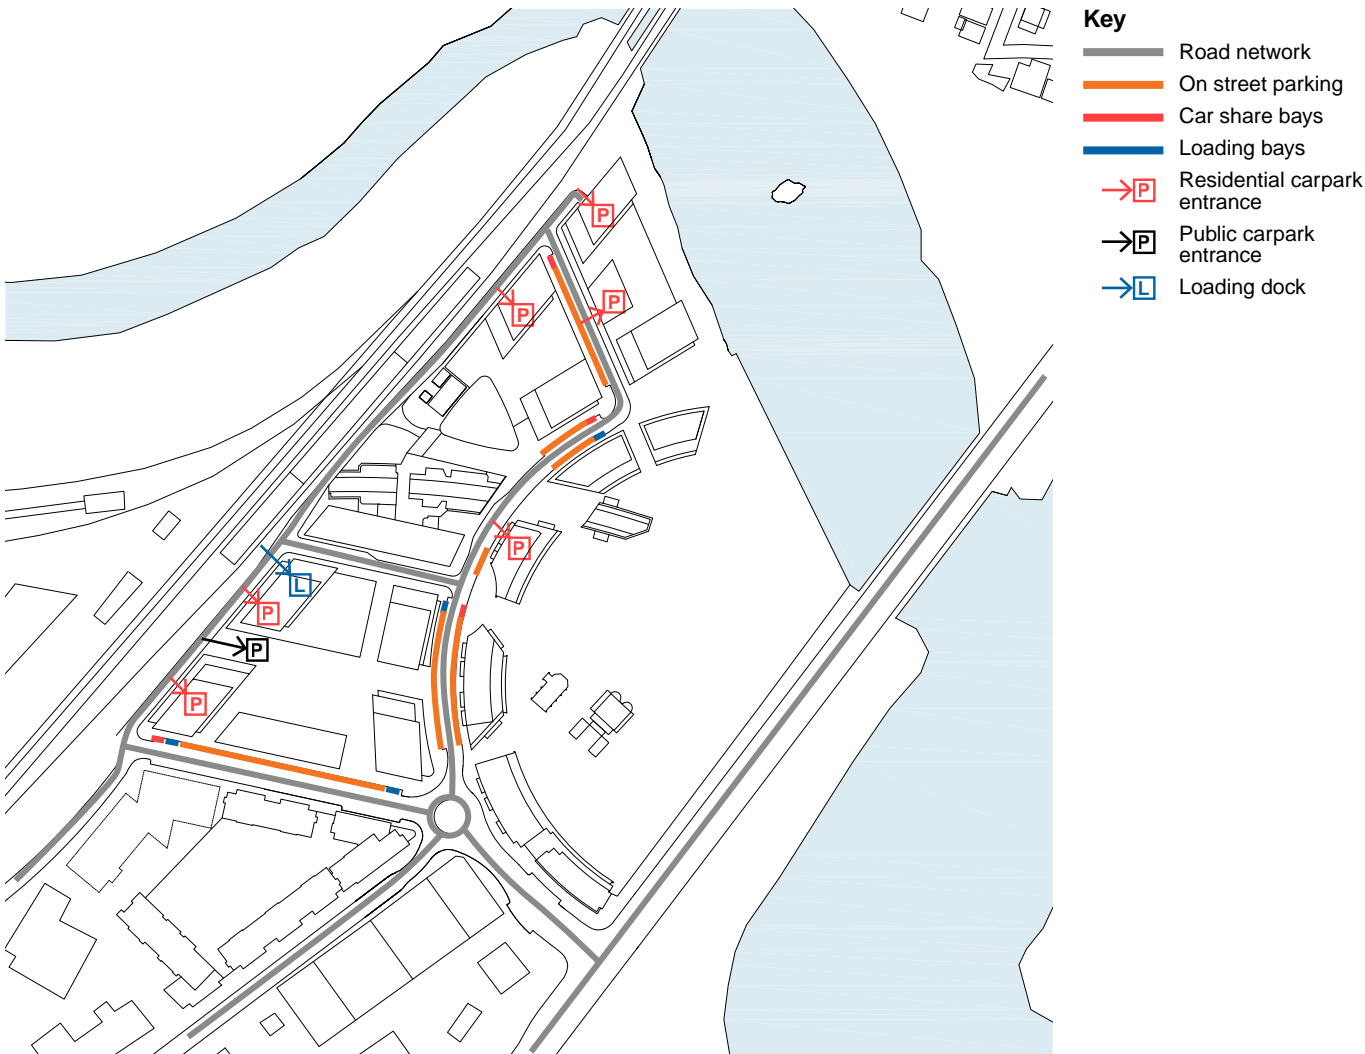 Key
Road network
On street parking
Car share bays
Loading bays
P Residential carpark
entrance
P Public carpark
entrance
L Loading dock
P
P
P
P
L
P
P
P